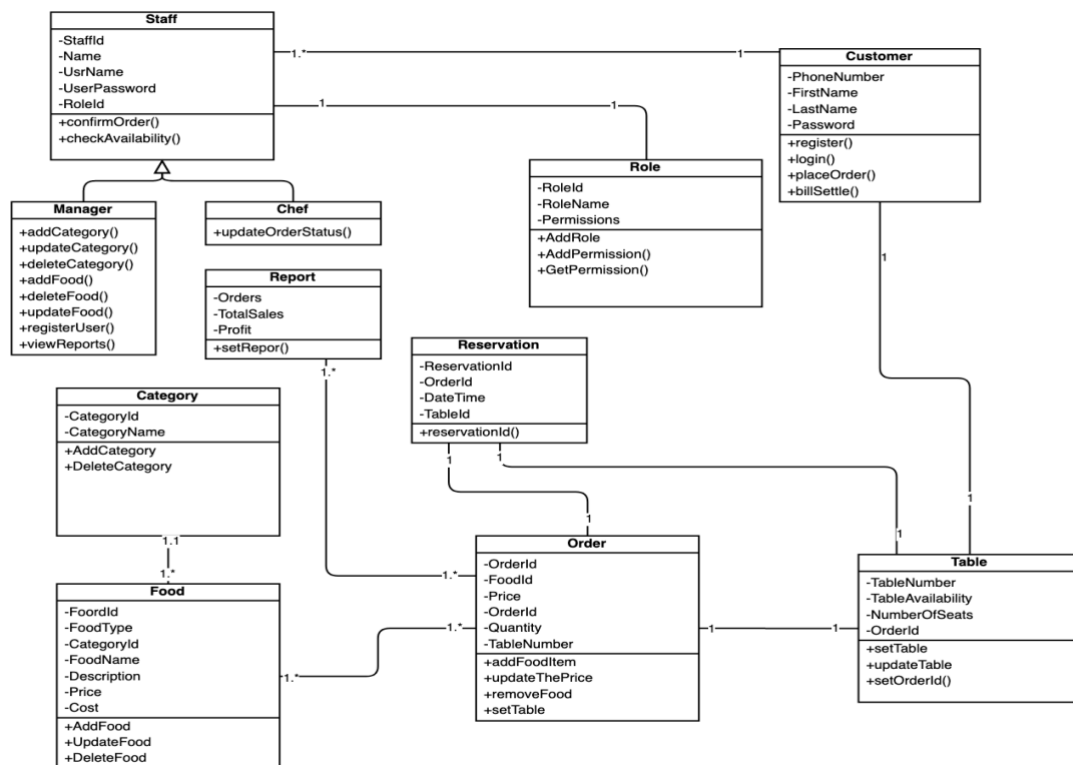 Staff
-StaffId
-Name
-UsrName
-UserPassword
-RoleId
+confirmOrder()
+checkAvailability()
1.*
1
Customer
-PhoneNumber
-FirstName
-LastName
-Password
+register()
+login()
+placeOrder()
+billSettle()
1
1
Role
-RoleId
-RoleName
-Permissions
+AddRole
+AddPermission()
+GetPermission()
Manager
+addCategory()
+updateCategory()
+deleteCategory()
+addFood()
+deleteFood()
+updateFood()
+registerUser()
+viewReports()
Chef
+updateOrderStatus()
Report
-Orders
-TotalSales
-Profit
+setRepor()
1.*
1
Reservation
-ReservationId
-OrderId
-DateTime
-TableId
+reservationId()
1
1
Category
-CategoryId
-CategoryName
+AddCategory
+DeleteCategory
1.1
1.*
1
1
1
Food
-FoordId
-FoodType
-CategoryId
-FoodName
-Description
-Price
-Cost
+AddFood
+UpdateFood
+DeleteFood
1.*
1.*
1.*
Order
-OrderId
-FoodId
-Price
-OrderId
-Quantity
-TableNumber
+addFoodItem
+updateThePrice
+removeFood
+setTable
1
1
Table
-TableNumber
-TableAvailability
-NumberOfSeats
-OrderId
+setTable
+updateTable
+setOrderId()